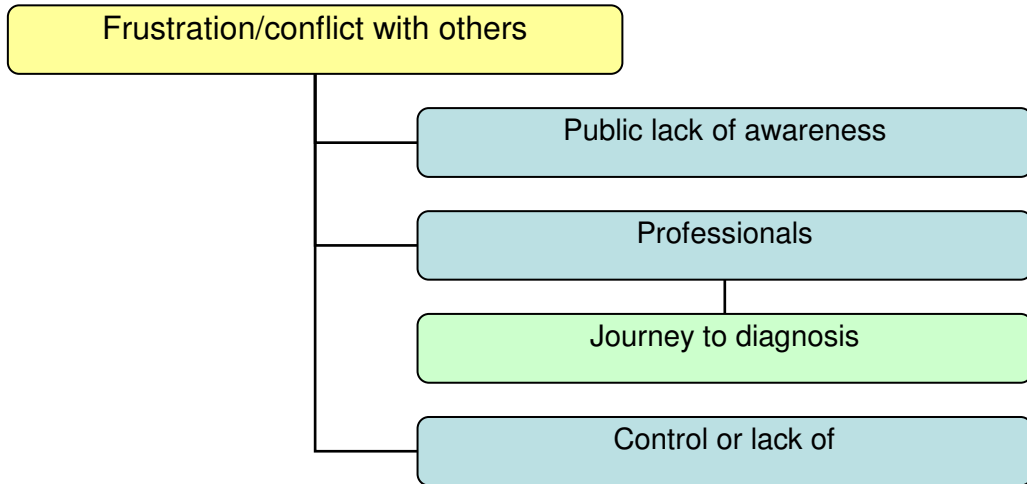 Frustration/conflict with others
Public lack of awareness
Professionals
Journey to diagnosis
Control or lack of